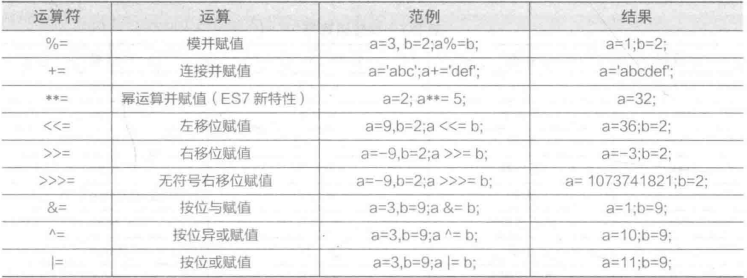 运算符 运算 范例 结果
%= 模并赋值 a=3, b=2;a%=b; a=1;b=2;
+= 连接并赋值 a='abc';a+='def'; a='abcdef';
**= 幂运算并赋值（ES7 新特性） a=2; a**= 5; a=32;
<<= 左移位赋值 a=9,b=2;a <<= b; a=36;b=2;
>>= 右移位赋值 a=-9,b=2;a >>= b; a=-3;b=2;
>>>= 无符号右移位赋值 a=-9,b=2;a >>>= b; a= 1073741821;b=2;
&= 按位与赋值 a=3,b=9;a &= b; a=1;b=9;
^= 按位异或赋值 a=3,b=9;a ^= b; a=10;b=9;
|= 按位或赋值 a=3,b=9;a |= b; a=11;b=9;